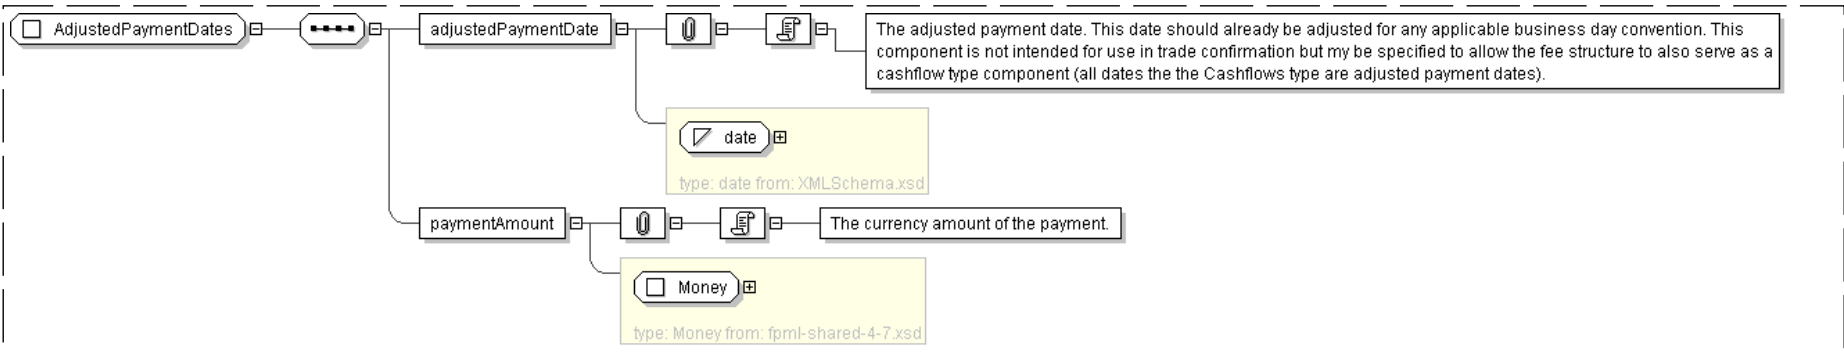 AdjustedPaymentDates
adjustedPaymentDate
The adjusted payment date. This date should already be adjusted for any applicable business day convention. This
component is not intended for use in trade confirmation but my be specified to allow the fee structure to also serve as a
cashflow type component (all dates the the Cashflows type are adjusted payment dates).
date
type: date from: XMLSchema.xsd
paymentAmount
The currency amount of the payment.
Money
type: Money from: fpml-shared-4-7.xsd